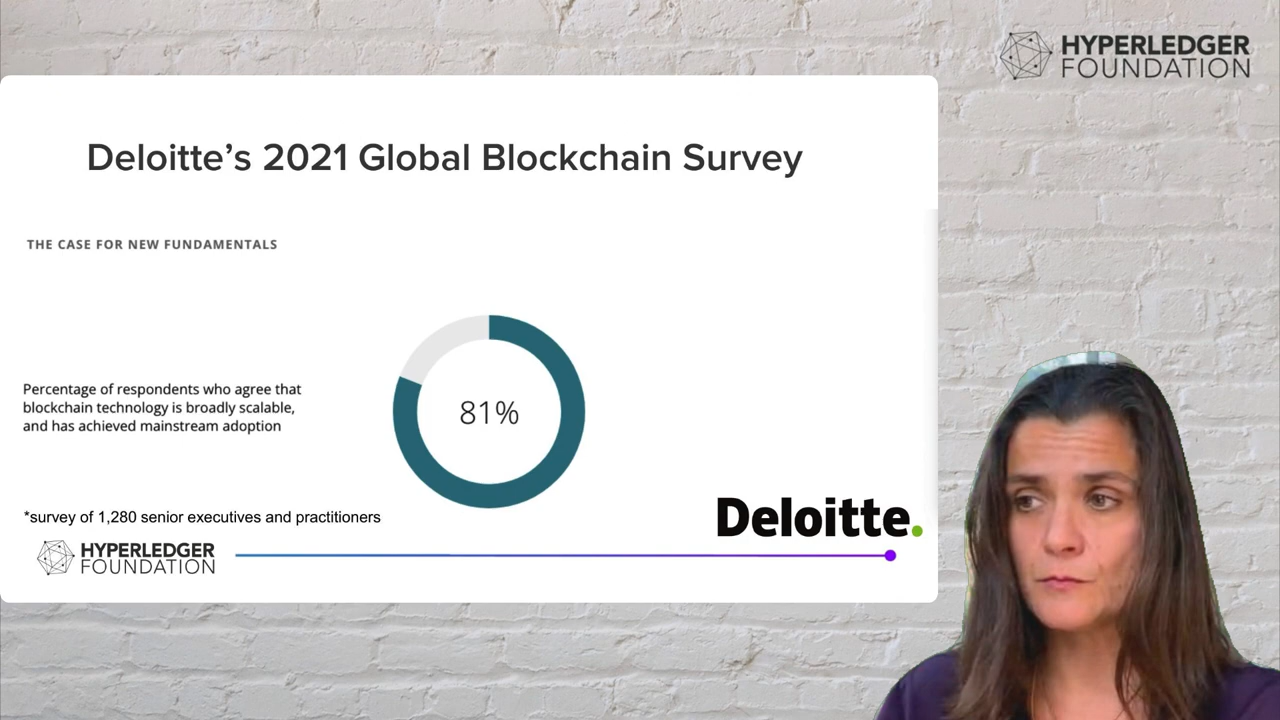 HYPERLEDGER
FOUNDATION
Deloitte’s 2021 Global Blockchain Survey
THE CASE FOR NEW FUNDAMENTALS
Percentage of respondents who agree that
blockchain technology is broadly scalable,
and has achieved mainstream adoption
81%
*survey of 1,280 senior executives and practitioners
Deloitte.
HYPERLEDGER
FOUNDATION